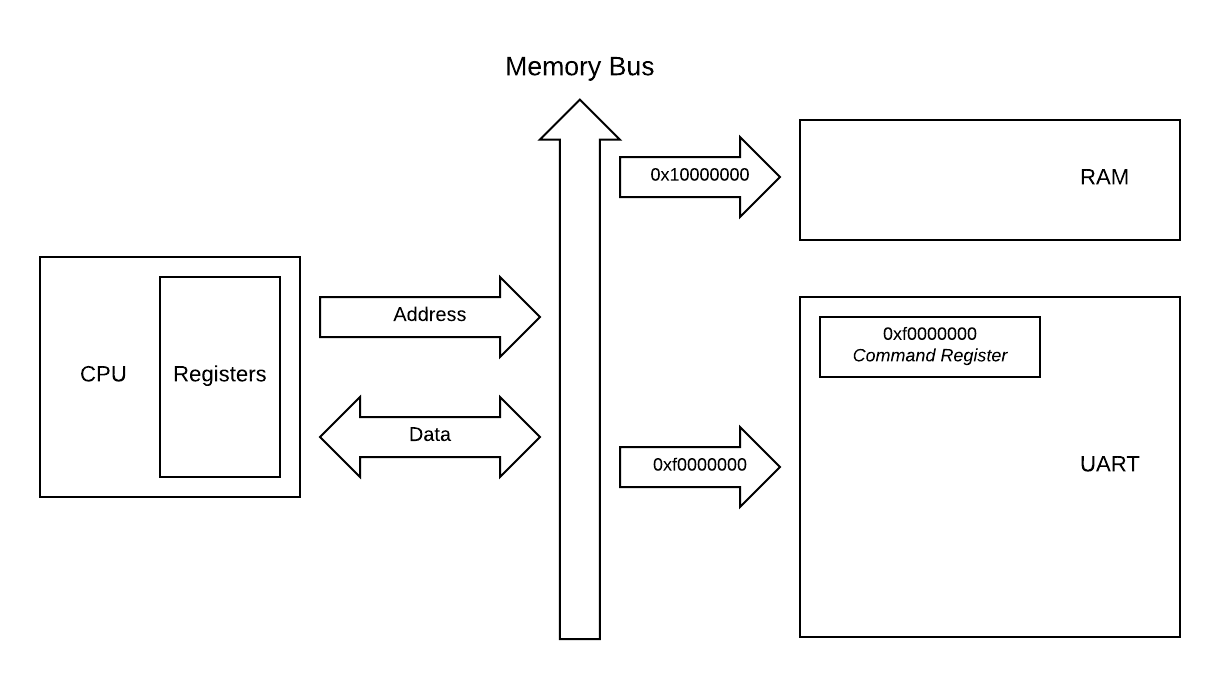 Memory Bus
0x10000000
RAM
Address
CPU
Registers
Data
0xf0000000
Command Register
0xf0000000
UART